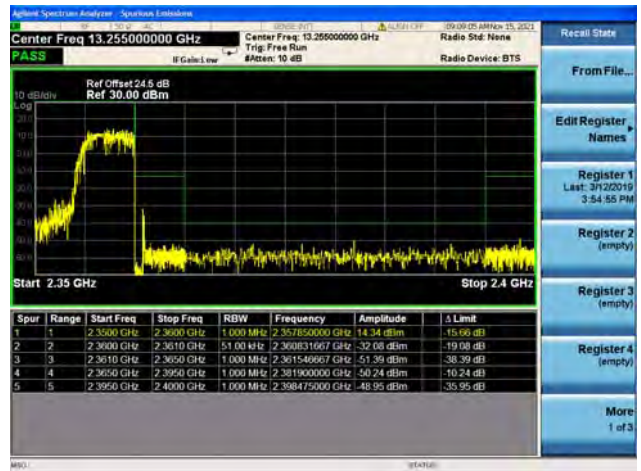 Agilent Spectrum Analyzer - Spurious Emissions
RF 50 Ω AC SENSE:INT ALIGN OFF 09:09:05 AM Nov 15, 2021
Center Freq 13.255000000 GHz
Center Freq: 13.255000000 GHz
Radio Std: None
Trig: Free Run
PASS
IFGain:Low
#Atten: 10 dB
Radio Device: BTS
Ref Offset 24.5 dB
10 dB/div Ref 30.00 dBm
Log
Start 2.35 GHz Stop 2.4 GHz
Spur Range Start Freq Stop Freq RBW Frequency Amplitude Δ Limit
1 1 2.3500 GHz 2.3600 GHz 1.000 MHz 2.357850000 GHz 14.34 dBm -15.66 dB
2 2 2.3600 GHz 2.3610 GHz 51.00 kHz 2.360831667 GHz -32.08 dBm -19.08 dB
3 3 2.3610 GHz 2.3650 GHz 1.000 MHz 2.361546667 GHz -51.39 dBm -38.39 dB
4 4 2.3650 GHz 2.3950 GHz 1.000 MHz 2.381900000 GHz -50.24 dBm -10.24 dB
5 5 2.3950 GHz 2.4000 GHz 1.000 MHz 2.398475000 GHz -48.95 dBm -35.95 dB
MSG STATUS
Recall State
From File...
Edit Register
Names
Register 1
Last: 3/12/2019
3:54:55 PM
Register 2
(empty)
Register 3
(empty)
Register 4
(empty)
More
1 of 3